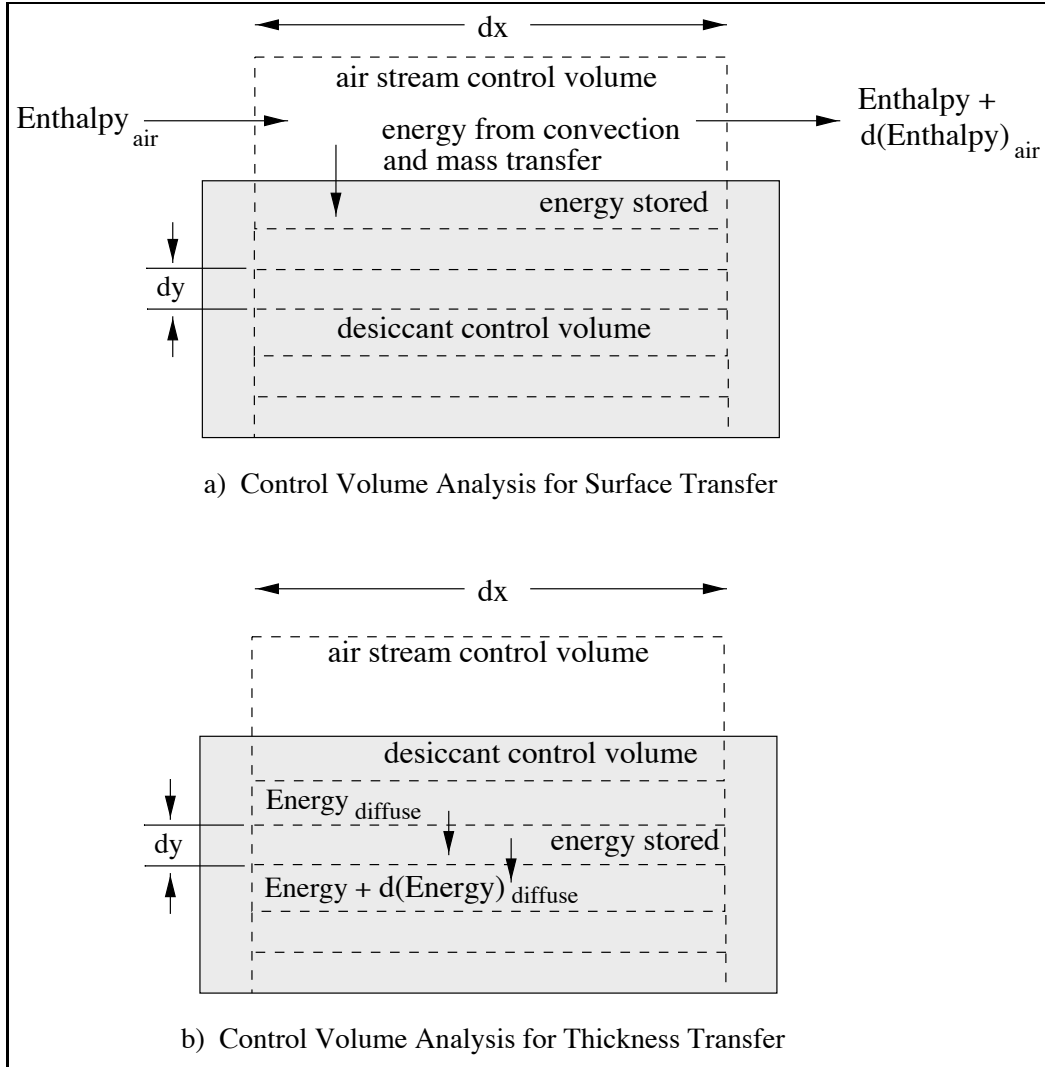 dx
air stream control volume
Enthalpy air
energy from convection
and mass transfer
Enthalpy +
d(Enthalpy) air
energy stored
dy
desiccant control volume
a) Control Volume Analysis for Surface Transfer
dx
air stream control volume
desiccant control volume
Energy diffuse
energy stored
dy
Energy + d(Energy) diffuse
b) Control Volume Analysis for Thickness Transfer